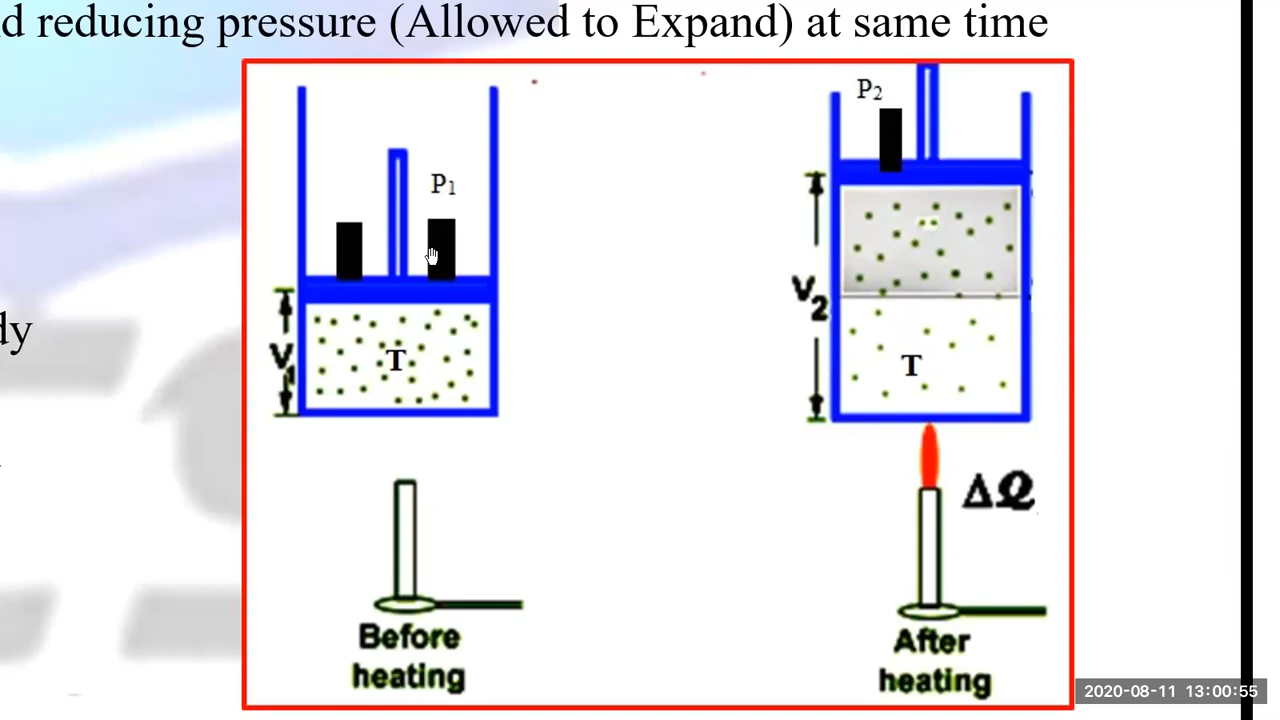 d reducing pressure (Allowed to Expand) at same time
P₂
P₁
V₁
V₂
T
T
dy
ΔQ
Before
heating
After
heating
2020-08-11 13:00:55